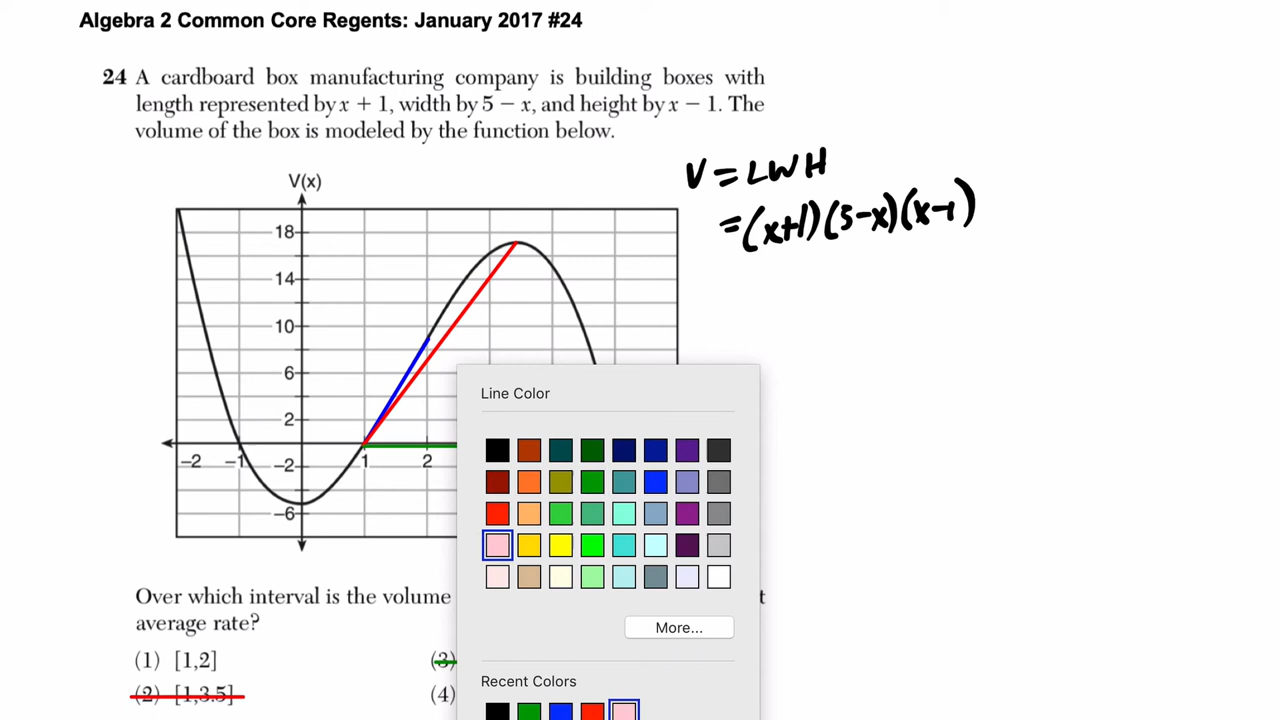 Algebra 2 Common Core Regents: January 2017 #24
24 A cardboard box manufacturing company is building boxes with
length represented by x + 1, width by 5 − x, and height by x − 1. The
volume of the box is modeled by the function below.
V = LWH
= (x+1)(5-x)(x-1)
V(x)
18
14
10
6
2
−2 −1 1 2
−2
−6
Line Color
More...
Recent Colors
Over which interval is the volume
t
average rate?
(1) [1,2]
(3)
(2) [1,3.5]
(4)